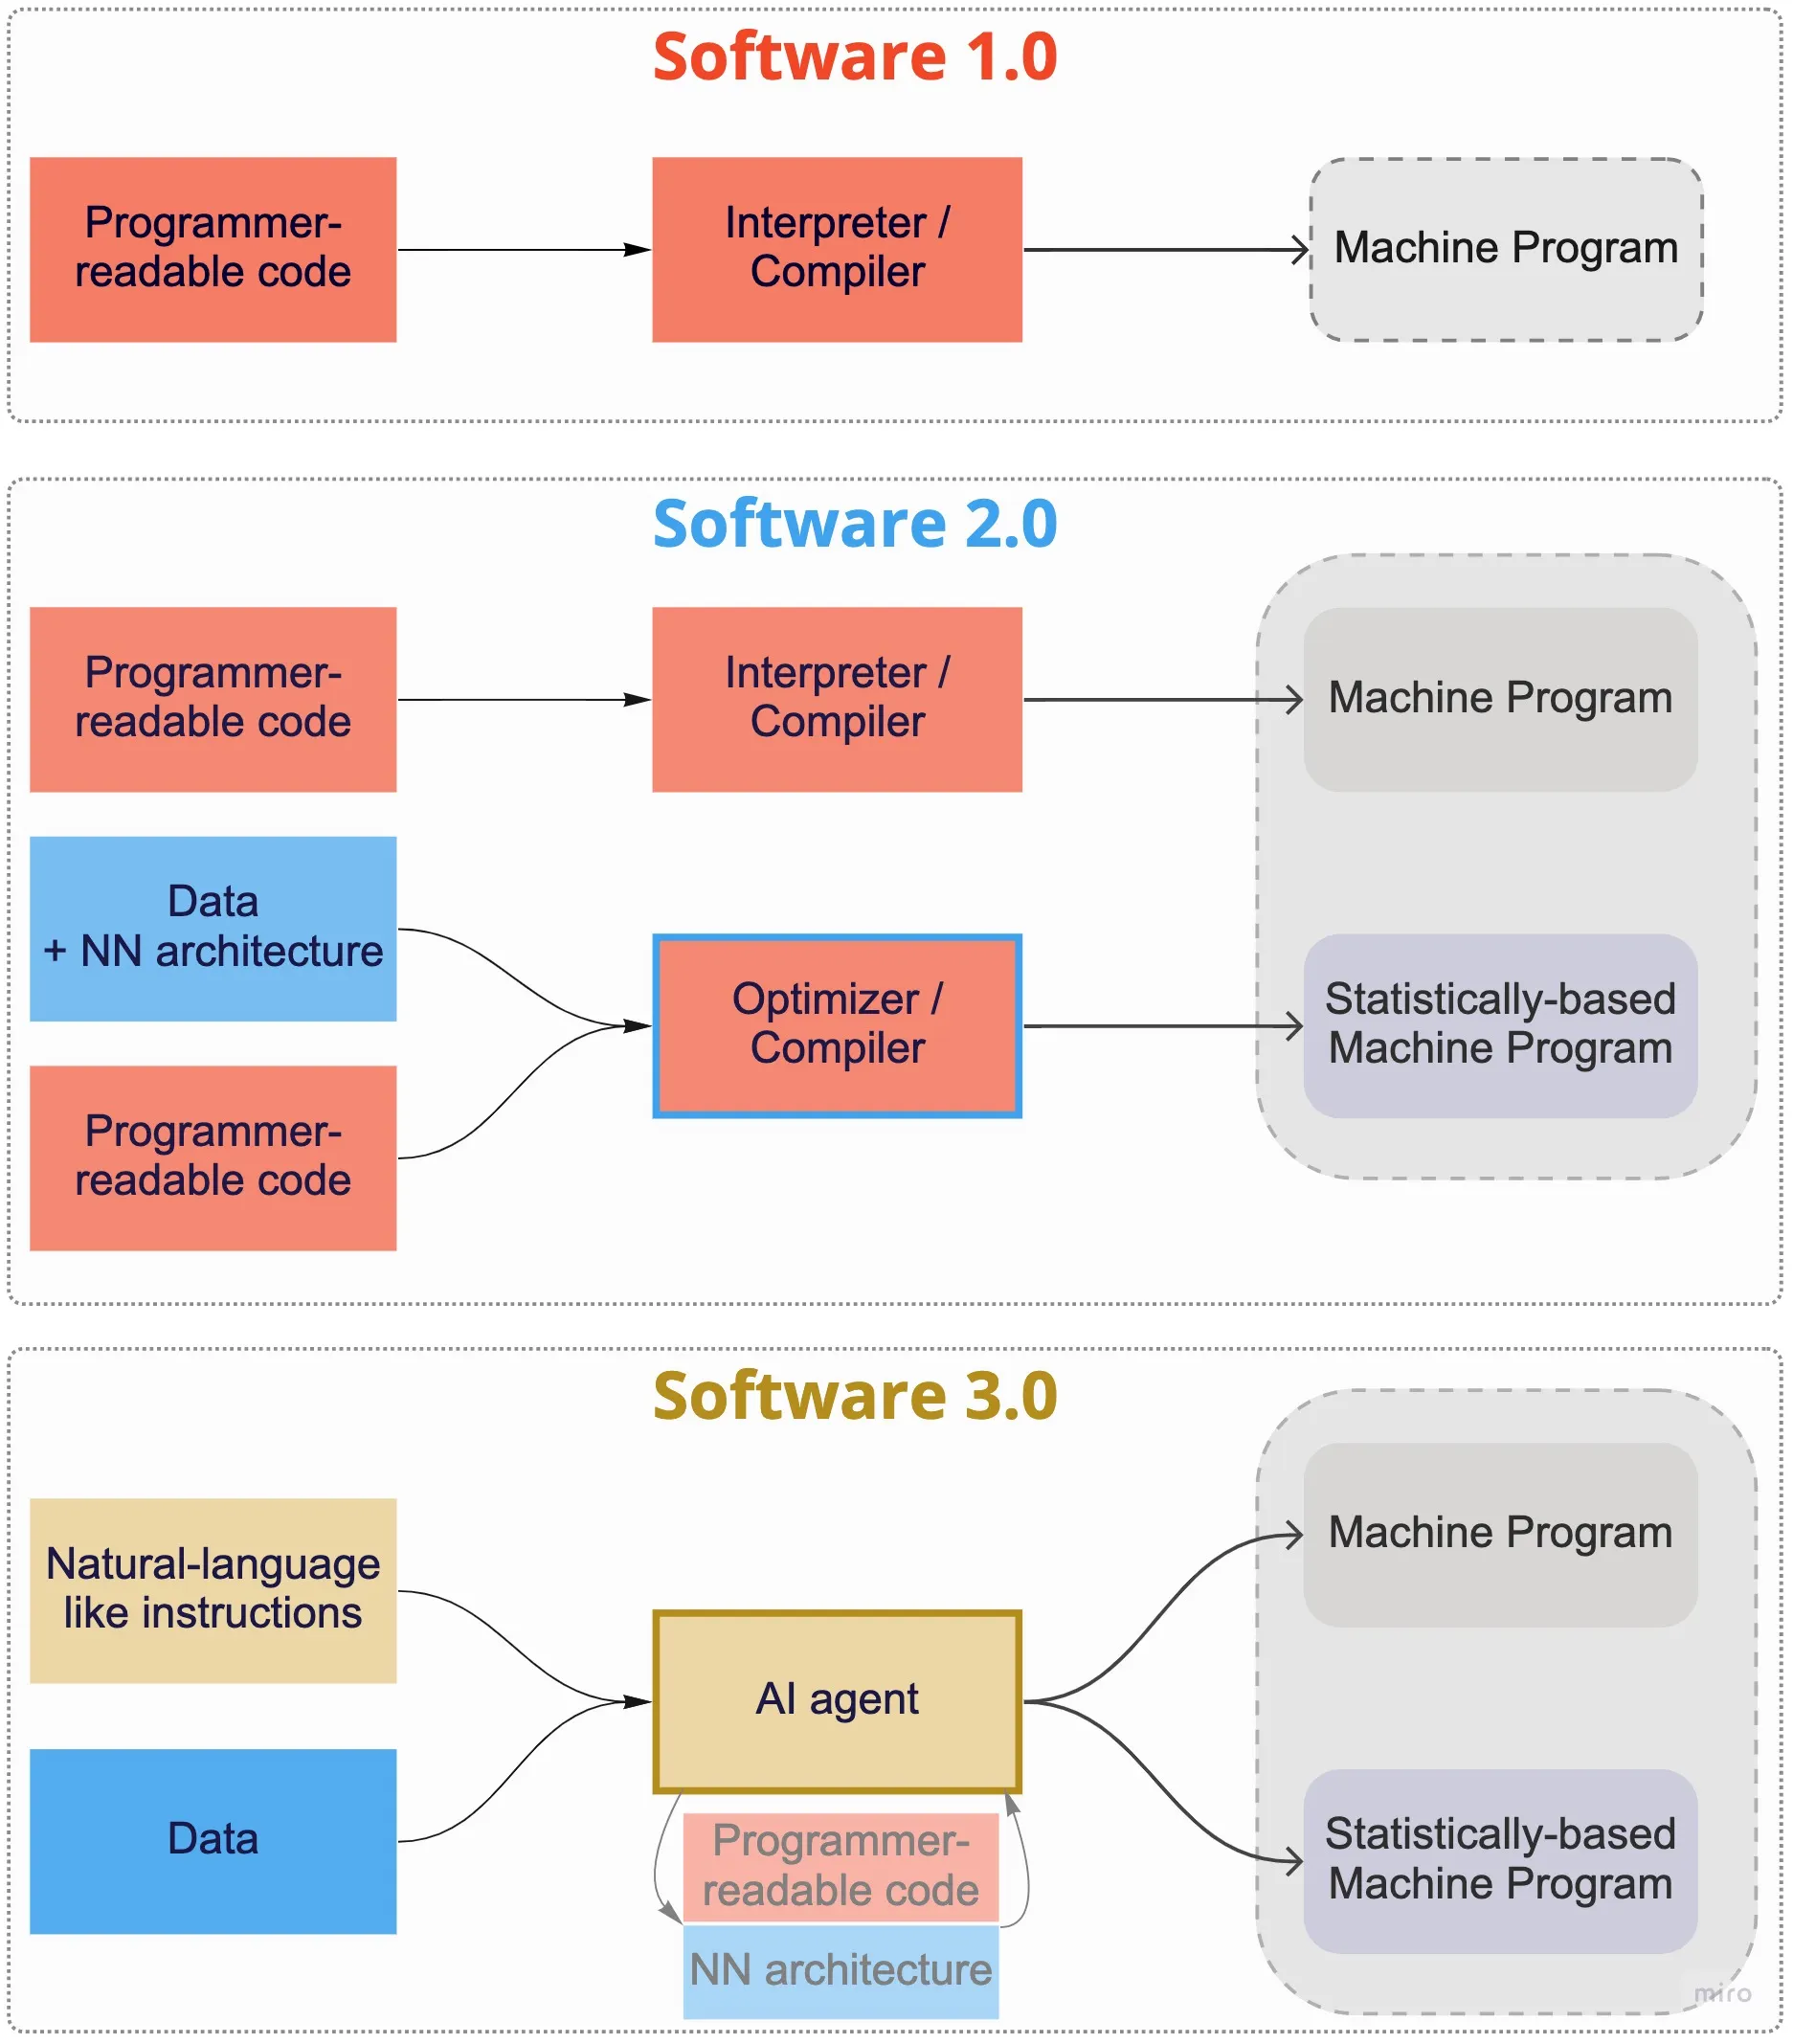 Software 1.0
Programmer-
readable code
Interpreter /
Compiler
Machine Program
Software 2.0
Programmer-
readable code
Interpreter /
Compiler
Machine Program
Data
+ NN architecture
Optimizer /
Compiler
Statistically-based
Machine Program
Programmer-
readable code
Software 3.0
Natural-language
like instructions
AI agent
Machine Program
Data
Programmer-
readable code
NN architecture
Statistically-based
Machine Program
miro